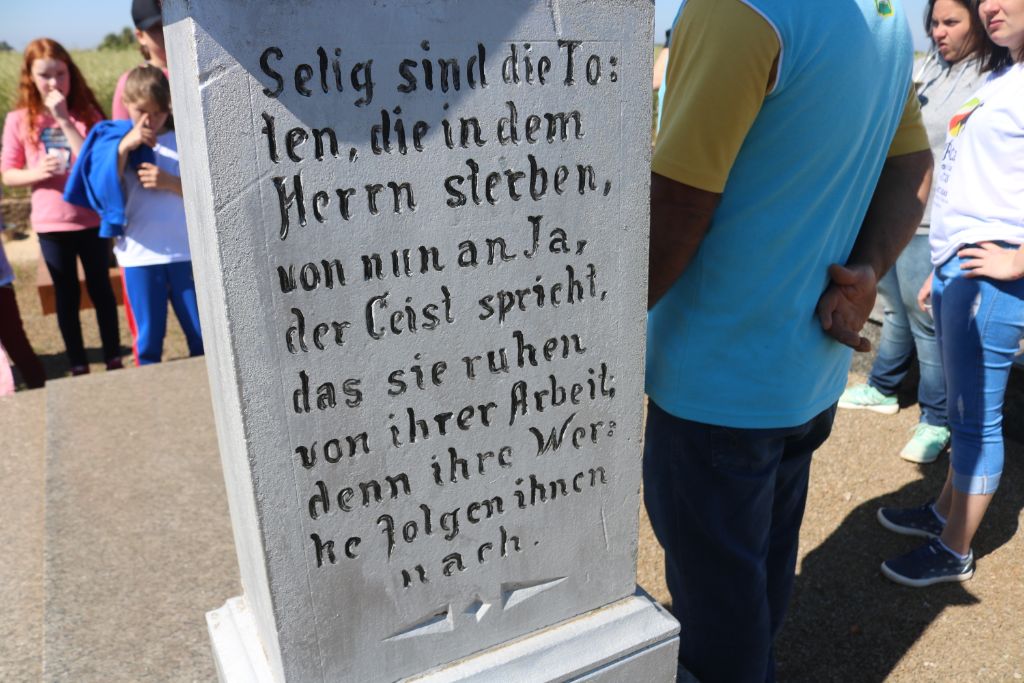 Selig sind die To:
ten, die in dem
Herrn sterben,
von nun an Ja,
der Geist spricht,
das sie ruhen
von ihrer Arbeit;
denn ihre Wer:
ke folgen ihnen
nach.